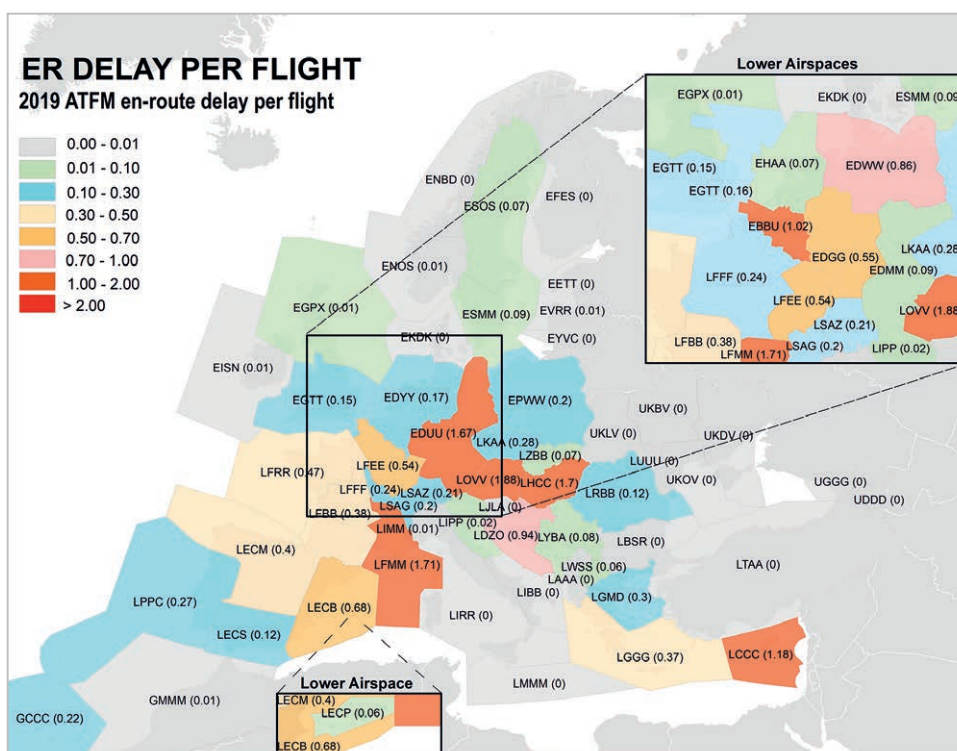 ER DELAY PER FLIGHT
2019 ATFM en-route delay per flight
0.00 - 0.01
0.01 - 0.10
0.10 - 0.30
0.30 - 0.50
0.50 - 0.70
0.70 - 1.00
1.00 - 2.00
> 2.00
Lower Airspaces
EGPX (0.01)
EKDK (0)
ESMM (0.09
EGTT (0.15)
EHAA (0.07)
EDWW (0.86)
EGTT (0.16)
EBBU (1.02)
LKAA (0.28
EDGG (0.55)
EDMM (0.09)
LFFF (0.24)
LFEE (0.54)
LOVV (1.88
LSAZ (0.21)
LFBB (0.38)
LSAG (0.2)
LIPP (0.02)
LFMM (1.71)
ENBD (0)
EFES (0)
ESOS (0.07)
ENOS (0.01)
EETT (0)
EGPX (0.01)
EVRR (0.01)
ESMM (0.09)
EKDK (0)
EYVC (0)
EISN (0.01)
EGTT (0.15)
EDYY (0.17)
EPWW (0.2)
UKBV (0)
EDUU (1.67)
UKLV (0)
UKDV (0)
LKAA (0.28)
LZBB (0.07)
LUUU (0)
LFRR (0.47)
LFEE (0.54)
LOVV (1.88)
LHCC (1.7)
UKOV (0)
UGGG (0)
LFFF (0.24)
LSAZ (0.21)
LRBB (0.12)
UDDD (0)
LFBB (0.38)
LSAG (0.2)
LJLA (0)
LIMM (0.01)
LIPP (0.02)
LDZO (0.94)
LYBA (0.08)
LBSR (0)
LECM (0.4)
LFMM (1.71)
LWSS (0.06)
LTAA (0)
LAAA (0)
LIBB (0)
LGMD (0.3)
LPPC (0.27)
LECB (0.68)
LIRR (0)
LECS (0.12)
LGGG (0.37)
LCCC (1.18)
LMMM (0)
GMMM (0.01)
GCCC (0.22)
Lower Airspace
LECM (0.4)
LECP (0.06)
LECB (0.68)